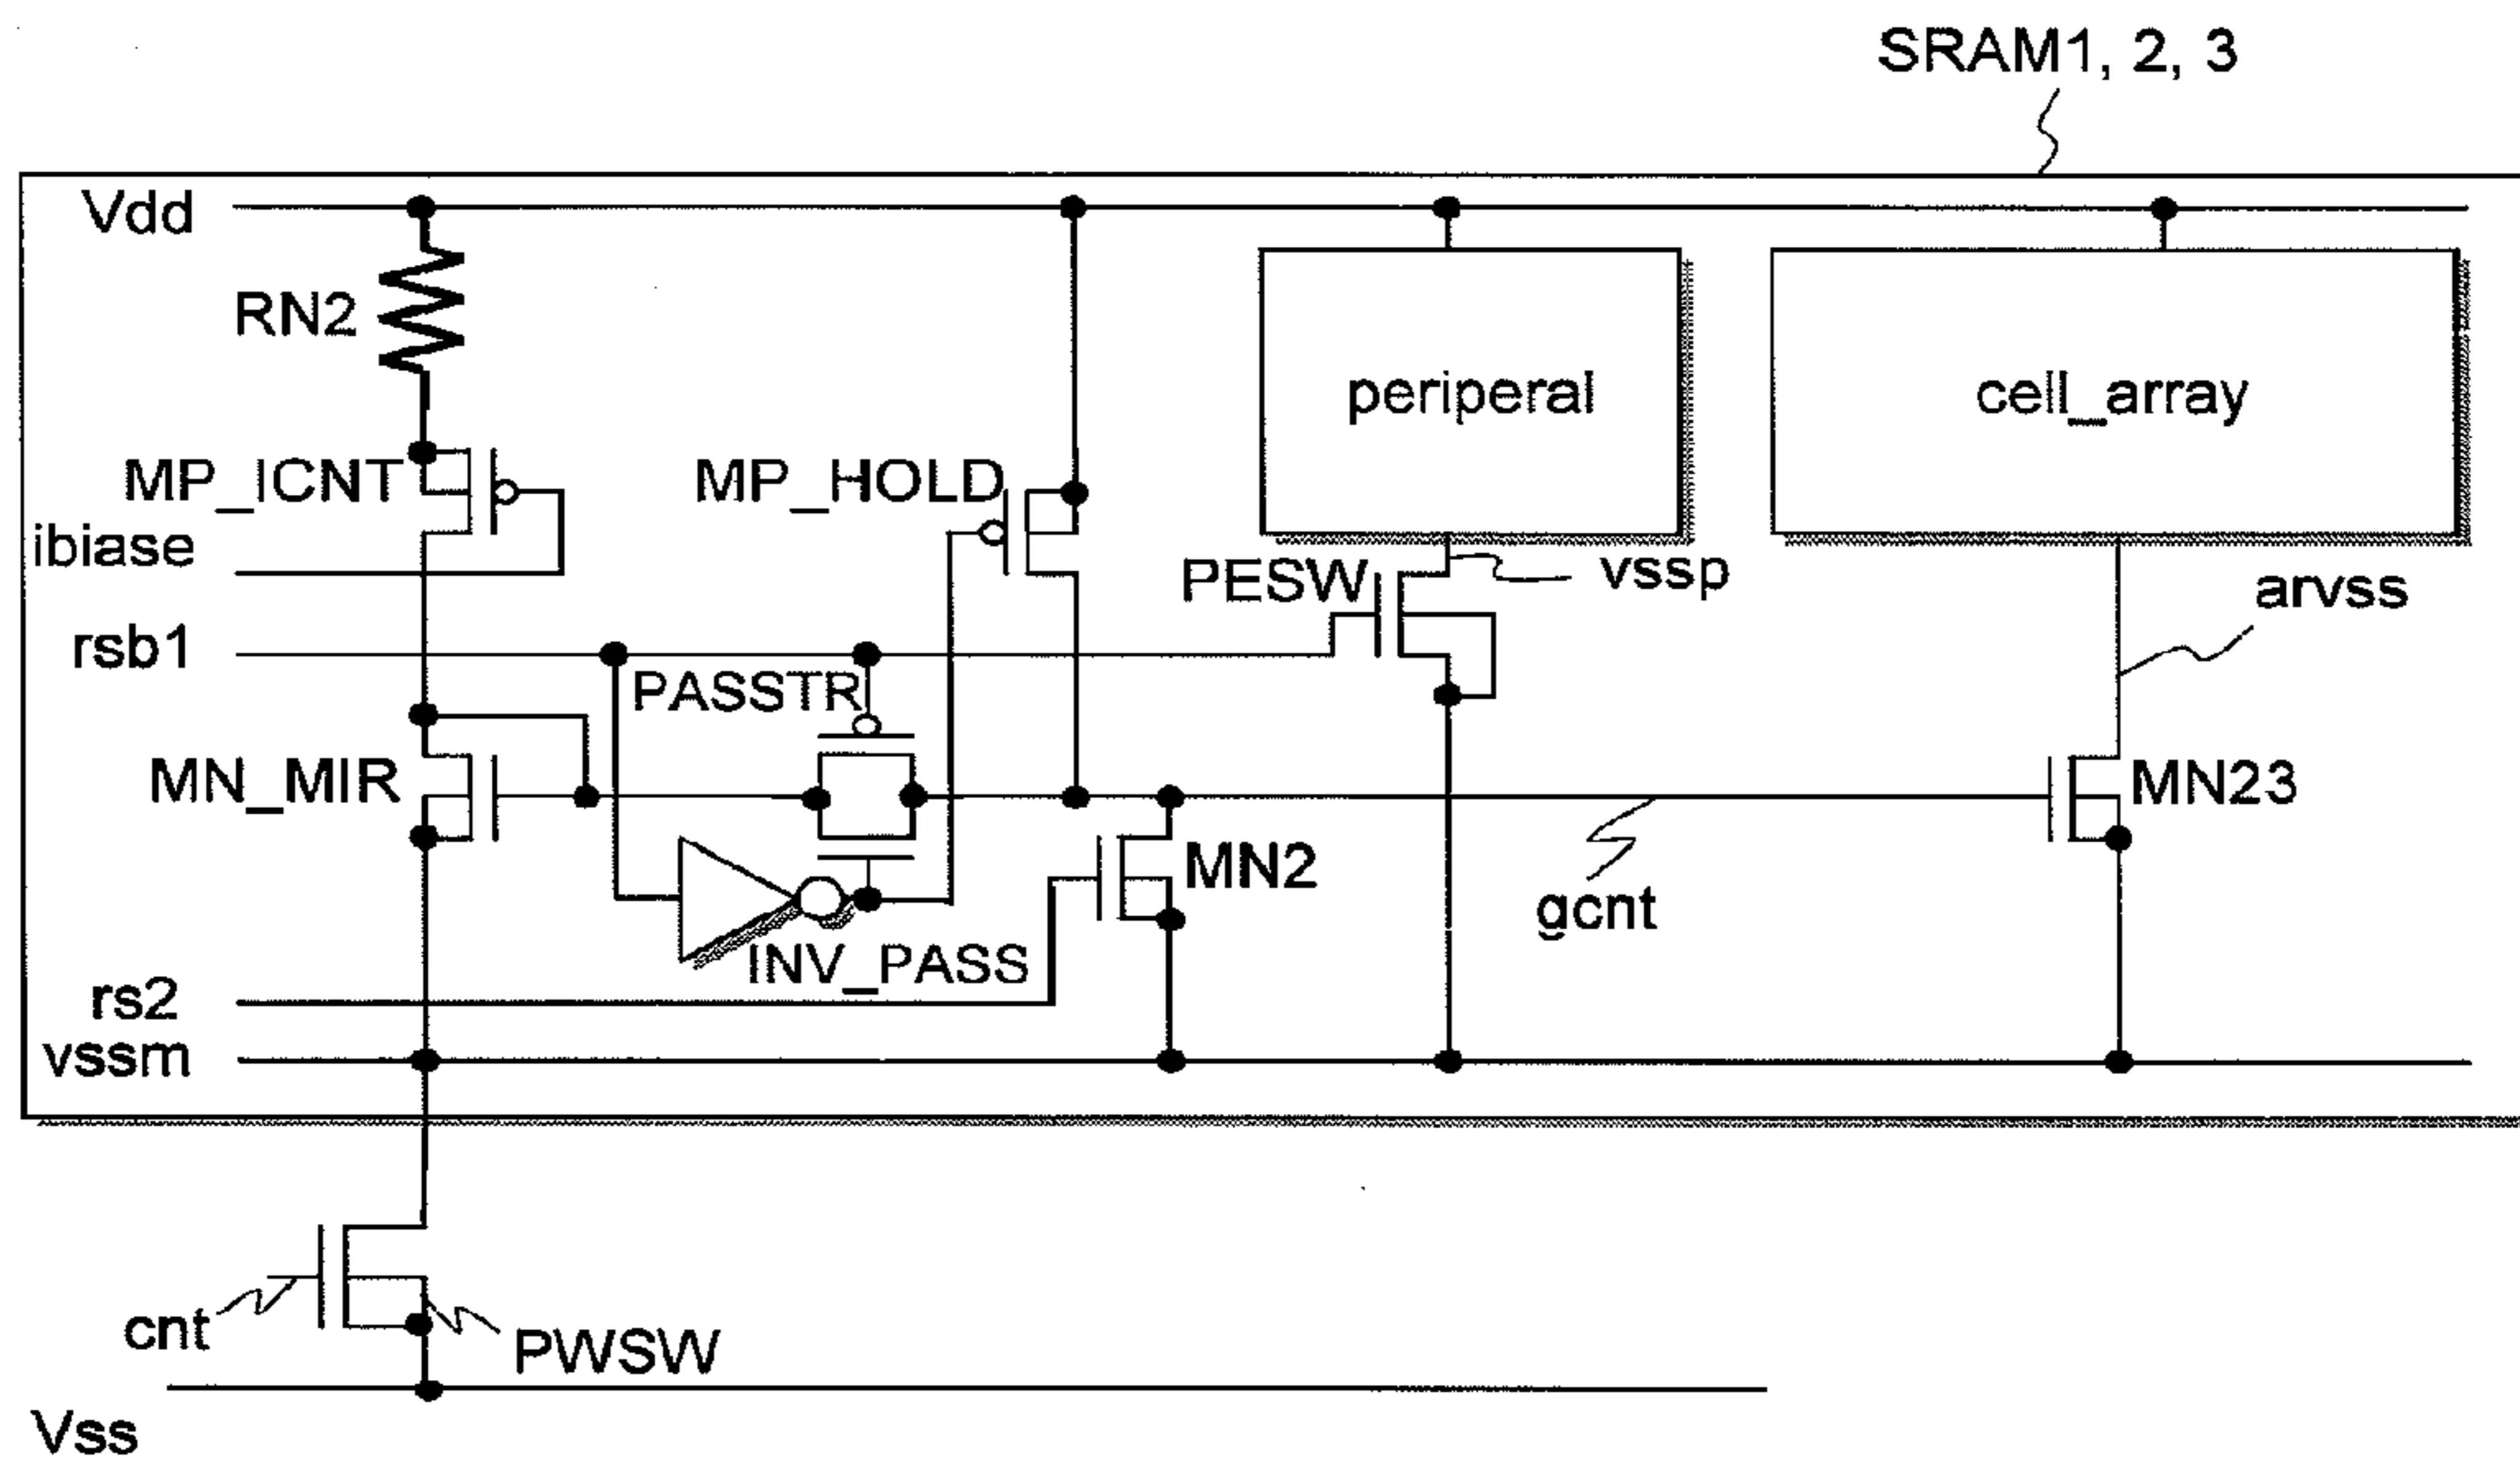 SRAM1, 2, 3
Vdd
RN2
periperal
cell_array
MP_ICNT
MP_HOLD
ibiase
PESW
vssp
arvss
rsb1
PASSTR
MN_MIR
MN23
MN2
gcnt
INV_PASS
rs2
vssm
cnt
PWSW
Vss